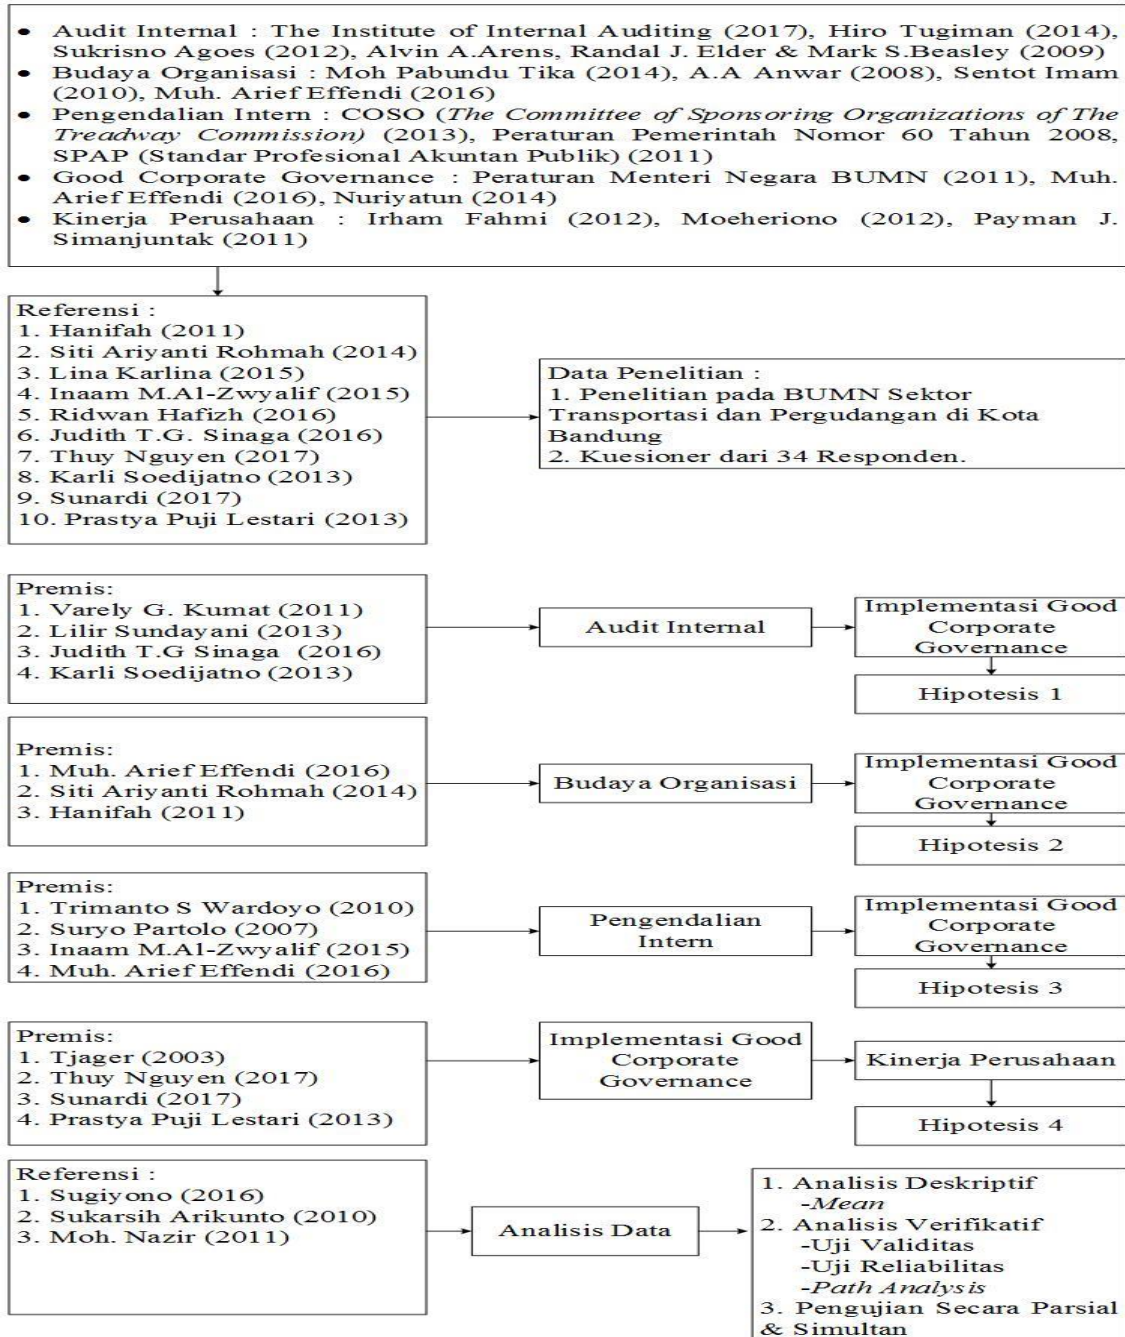 ● Audit Internal : The Institute of Internal Auditing (2017), Hiro Tugiman (2014),
Sukrisno Agoes (2012), Alvin A.Arens, Randal J. Elder & Mark S.Beasley (2009)
● Budaya Organisasi : Moh Pabundu Tika (2014), A.A Anwar (2008), Sentot Imam
(2010), Muh. Arief Effendi (2016)
● Pengendalian Intern : COSO (The Committee of Sponsoring Organizations of The
Treadway Commission) (2013), Peraturan Pemerintah Nomor 60 Tahun 2008,
SPAP (Standar Profesional Akuntan Publik) (2011)
● Good Corporate Governance : Peraturan Menteri Negara BUMN (2011), Muh.
Arief Effendi (2016), Nuriyatun (2014)
● Kinerja Perusahaan : Irham Fahmi (2012), Moeheriono (2012), Payman J.
Simanjuntak (2011)
Referensi :
1. Hanifah (2011)
2. Siti Ariyanti Rohmah (2014)
3. Lina Karlina (2015)
4. Inaam M.Al-Zwyalif (2015)
5. Ridwan Hafizh (2016)
6. Judith T.G. Sinaga (2016)
7. Thuy Nguyen (2017)
8. Karli Soedijatno (2013)
9. Sunardi (2017)
10. Prastya Puji Lestari (2013)
Data Penelitian :
1. Penelitian pada BUMN Sektor
Transportasi dan Pergudangan di Kota
Bandung
2. Kuesioner dari 34 Responden.
Premis:
1. Varely G. Kumat (2011)
2. Lilir Sundayani (2013)
3. Judith T.G Sinaga (2016)
4. Karli Soedijatno (2013)
Audit Internal
Implementasi Good
Corporate
Governance
Hipotesis 1
Premis:
1. Muh. Arief Effendi (2016)
2. Siti Ariyanti Rohmah (2014)
3. Hanifah (2011)
Budaya Organisasi
Implementasi Good
Corporate
Governance
Hipotesis 2
Premis:
1. Trimanto S Wardoyo (2010)
2. Suryo Partolo (2007)
3. Inaam M.Al-Zwyalif (2015)
4. Muh. Arief Effendi (2016)
Pengendalian
Intern
Implementasi Good
Corporate
Governance
Hipotesis 3
Premis:
1. Tjager (2003)
2. Thuy Nguyen (2017)
3. Sunardi (2017)
4. Prastya Puji Lestari (2013)
Implementasi Good
Corporate
Governance
Kinerja Perusahaan
Hipotesis 4
Referensi :
1. Sugiyono (2016)
2. Sukarsih Arikunto (2010)
3. Moh. Nazir (2011)
Analisis Data
1. Analisis Deskriptif
-Mean
2. Analisis Verifikatif
-Uji Validitas
-Uji Reliabilitas
-Path Analysis
3. Pengujian Secara Parsial
& Simultan